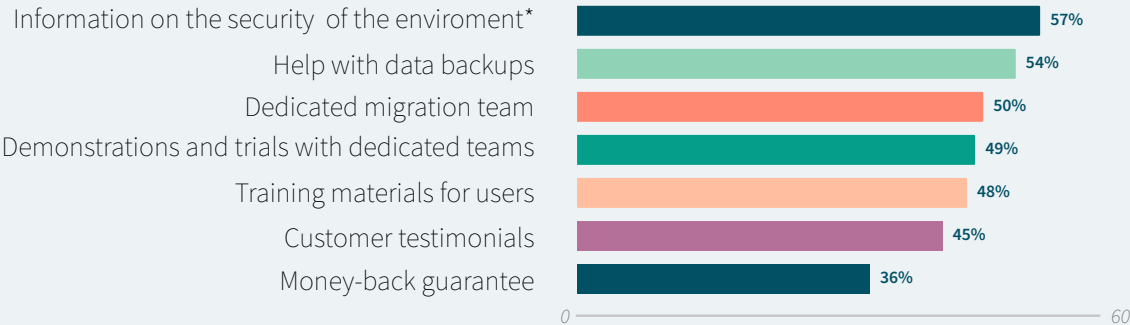 Information on the security of the enviroment* 57%
Help with data backups 54%
Dedicated migration team 50%
Demonstrations and trials with dedicated teams 49%
Training materials for users 48%
Customer testimonials 45%
Money-back guarantee 36%
0 60